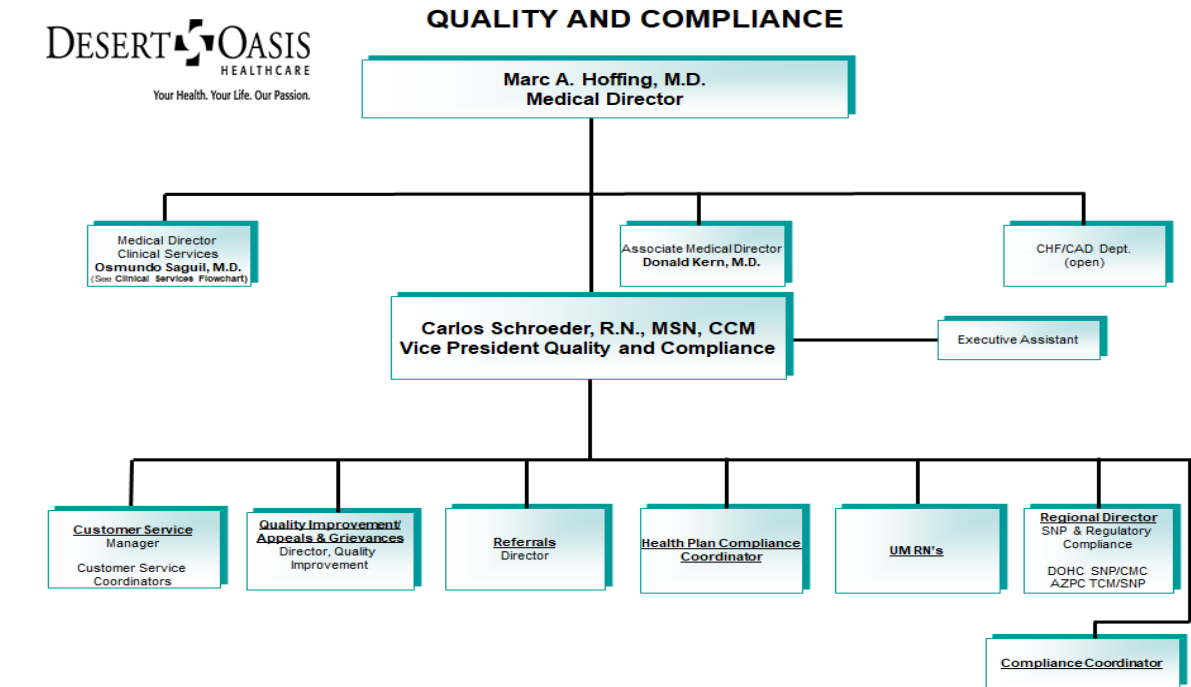 QUALITY AND COMPLIANCE
DESERT OASIS
HEALTHCARE
Your Health. Your Life. Our Passion.
Marc A. Hoffing, M.D.
Medical Director
Medical Director
Clinical Services
Osmundo Saguil, M.D.
(See Clinical Services Flowchart)
Associate Medical Director
Donald Kern, M.D.
CHF/CAD Dept.
(open)
Carlos Schroeder, R.N., MSN, CCM
Vice President Quality and Compliance
Executive Assistant
Customer Service
Manager
Customer Service
Coordinators
Quality Improvement/
Appeals & Grievances
Director, Quality
Improvement
Referrals
Director
Health Plan Compliance
Coordinator
UM RN's
Regional Director
SNP & Regulatory
Compliance
DOHC SNP/CMC
AZPC TCM/SNP
Compliance Coordinator